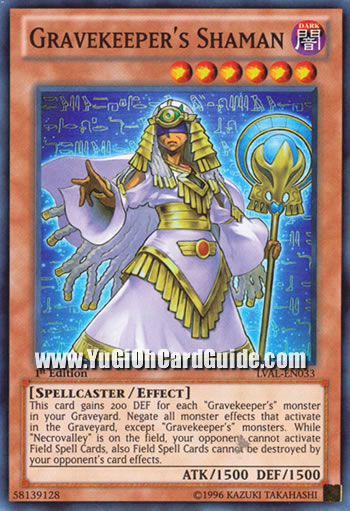 GRAVEKEEPER'S SHAMAN
DARK
闇
www.YuGiOhCardGuide.com
1st Edition
LVAL-EN033
[SPELLCASTER / EFFECT]
This card gains 200 DEF for each "Gravekeeper's" monster
in your Graveyard. Negate all monster effects that activate
in the Graveyard, except "Gravekeeper's" monsters. While
"Necrovalley" is on the field, your opponent cannot activate
Field Spell Cards, also Field Spell Cards cannot be destroyed by
your opponent's card effects.
ATK/1500 DEF/1500
58139128
©1996 KAZUKI TAKAHASHI